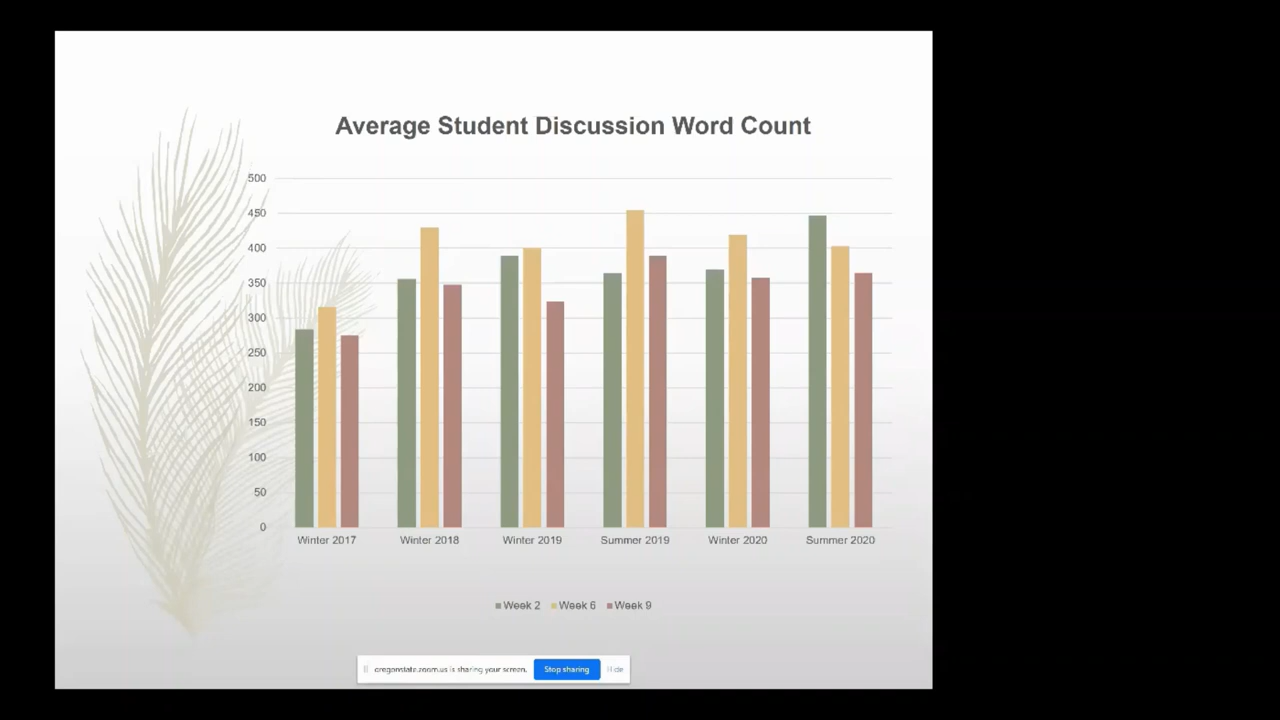 Average Student Discussion Word Count
500
450
400
350
300
250
200
150
100
50
0
Winter 2017 Winter 2018 Winter 2019 Summer 2019 Winter 2020 Summer 2020
Week 2 Week 6 Week 9
oregonstate.zoom.us is sharing your screen. Stop sharing Hide